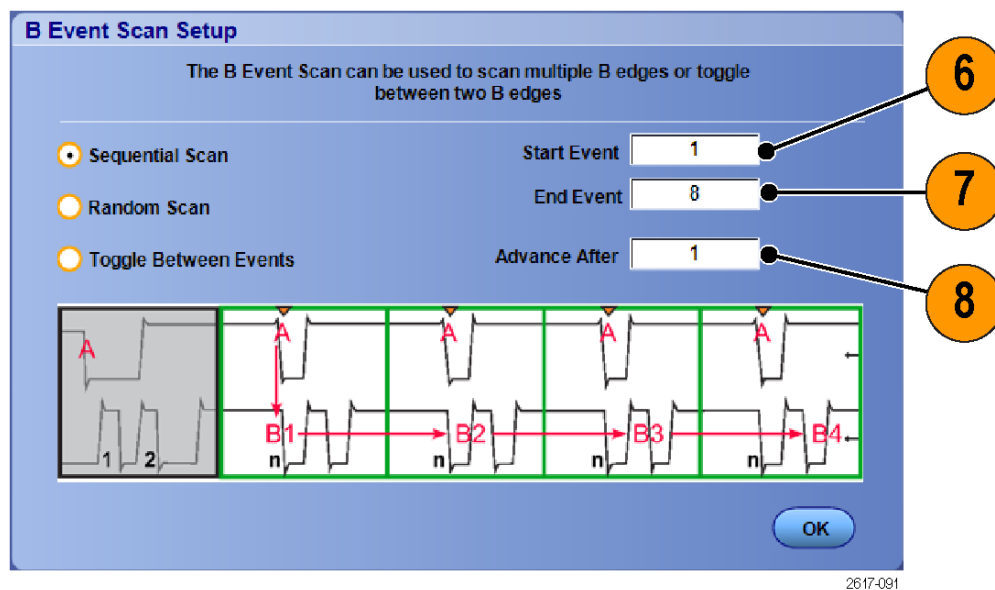 B Event Scan Setup
The B Event Scan can be used to scan multiple B edges or toggle
between two B edges
Sequential Scan
Random Scan
Toggle Between Events
Start Event 1
End Event 8
Advance After 1
6
7
8
A A A A A
B1 B2 B3 B4
1 2 n n n n
OK
2617-091